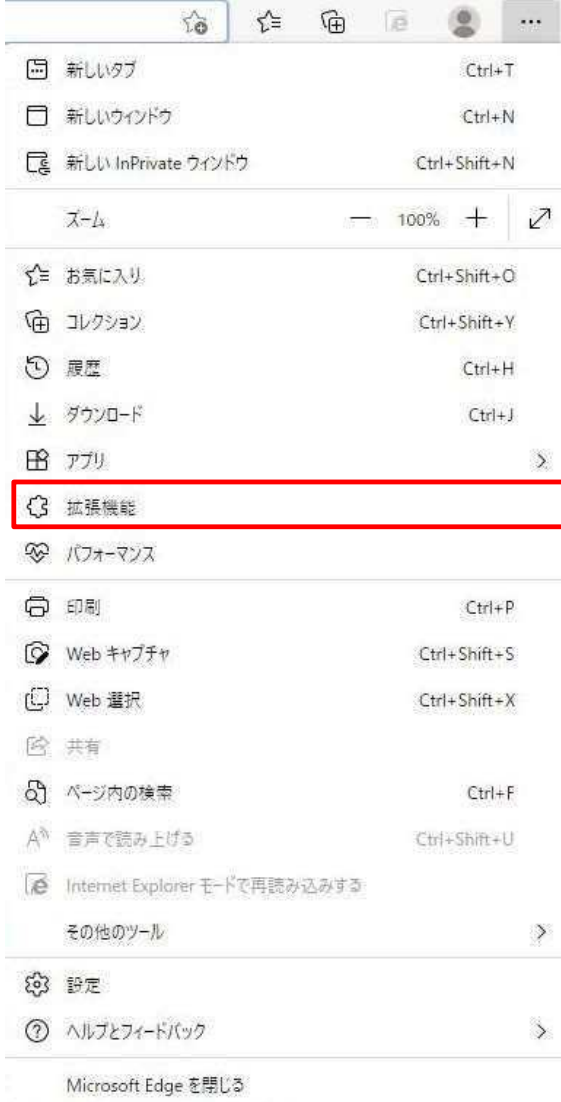 新しいタブ Ctrl+T
新しいウィンドウ Ctrl+N
新しい InPrivate ウィンドウ Ctrl+Shift+N
ズーム 100%
お気に入り Ctrl+Shift+O
コレクション Ctrl+Shift+Y
履歴 Ctrl+H
ダウンロード Ctrl+J
アプリ
拡張機能
パフォーマンス
印刷 Ctrl+P
Web キャプチャ Ctrl+Shift+S
Web 選択 Ctrl+Shift+X
共有
ページ内の検索 Ctrl+F
音声で読み上げる Ctrl+Shift+U
Internet Explorer モードで再読み込みする
その他のツール
設定
ヘルプとフィードバック
Microsoft Edge を閉じる